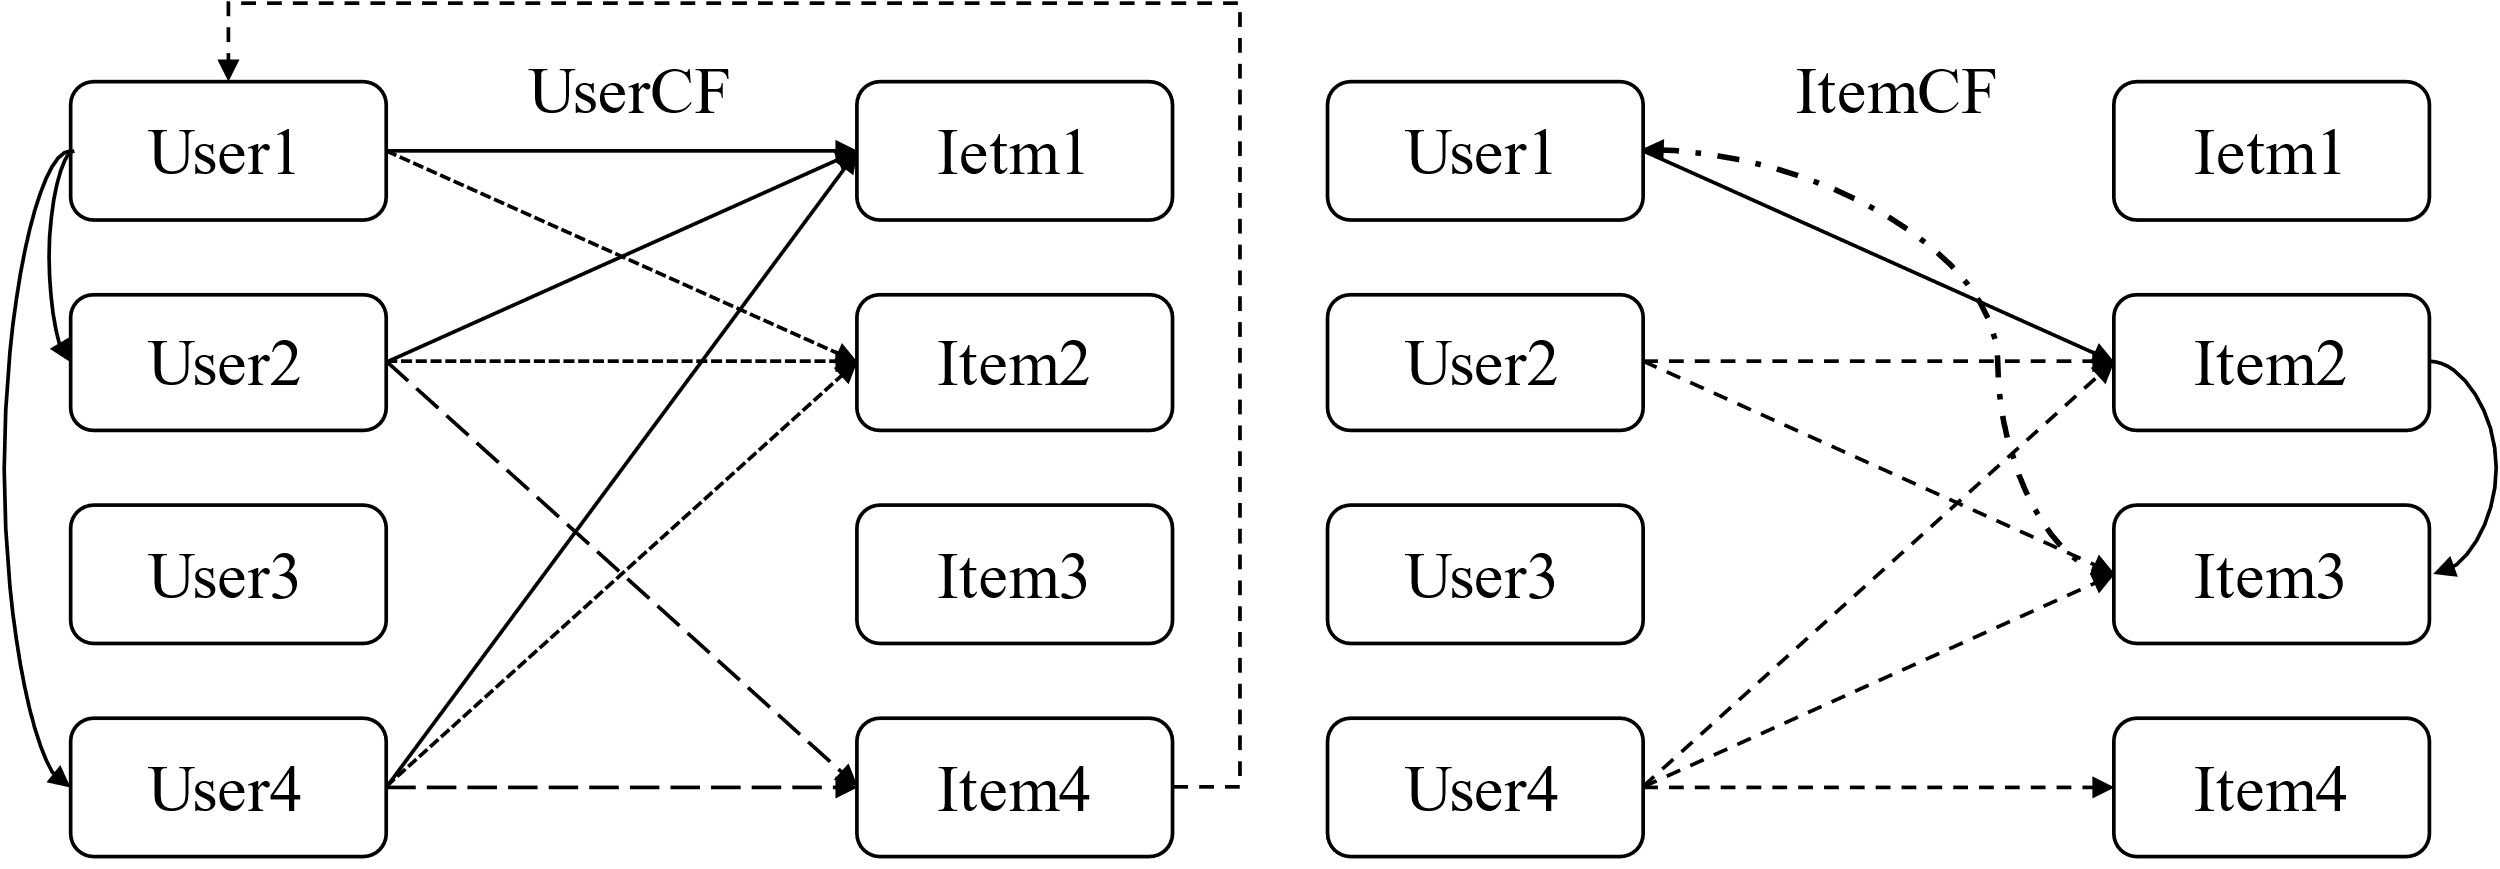 UserCF
User1
Ietm1
User2
Item2
User3
Item3
User4
Item4
ItemCF
User1
Ietm1
User2
Item2
User3
Item3
User4
Item4